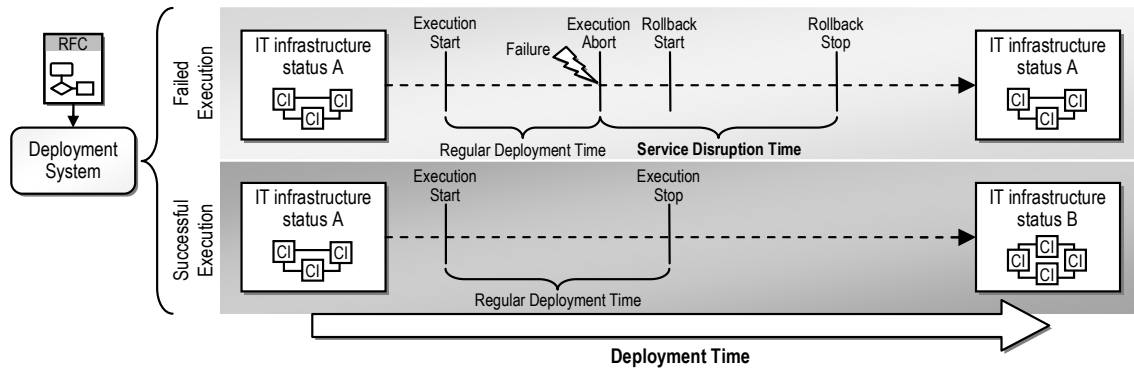 RFC
Deployment
System
Failed
Execution
IT infrastructure
status A
CI
CI
CI
Execution
Start
Failure
Execution
Abort
Rollback
Start
Rollback
Stop
Regular Deployment Time
Service Disruption Time
IT infrastructure
status A
CI
CI
CI
Successful
Execution
IT infrastructure
status A
CI
CI
CI
Execution
Start
Execution
Stop
Regular Deployment Time
IT infrastructure
status B
CI
CI
CI
CI
Deployment Time